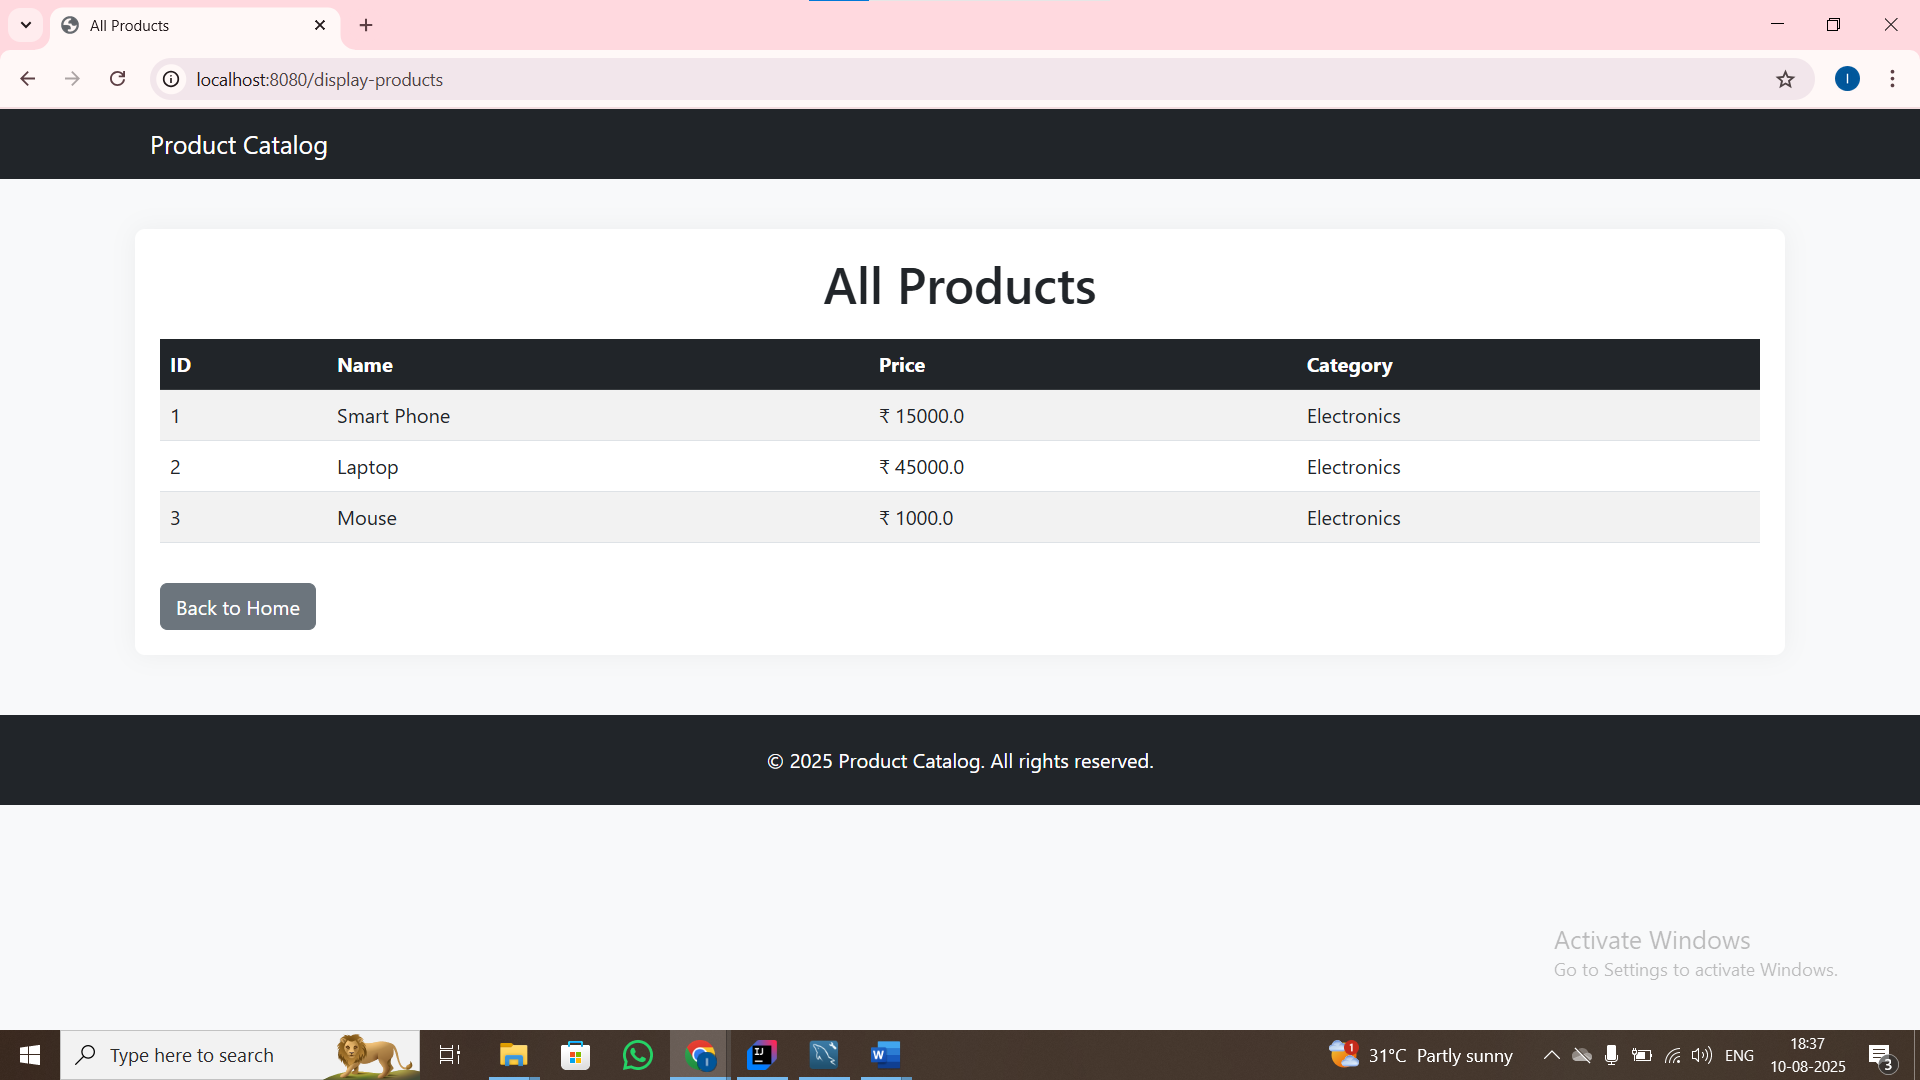 All Products
localhost:8080/display-products
I
Product Catalog
All Products
ID Name Price Category
1 Smart Phone ₹ 15000.0 Electronics
2 Laptop ₹ 45000.0 Electronics
3 Mouse ₹ 1000.0 Electronics
Back to Home
© 2025 Product Catalog. All rights reserved.
Activate Windows
Go to Settings to activate Windows.
Type here to search
I
IJ
W
1
31°C Partly sunny
ENG
18:37
10-08-2025
3